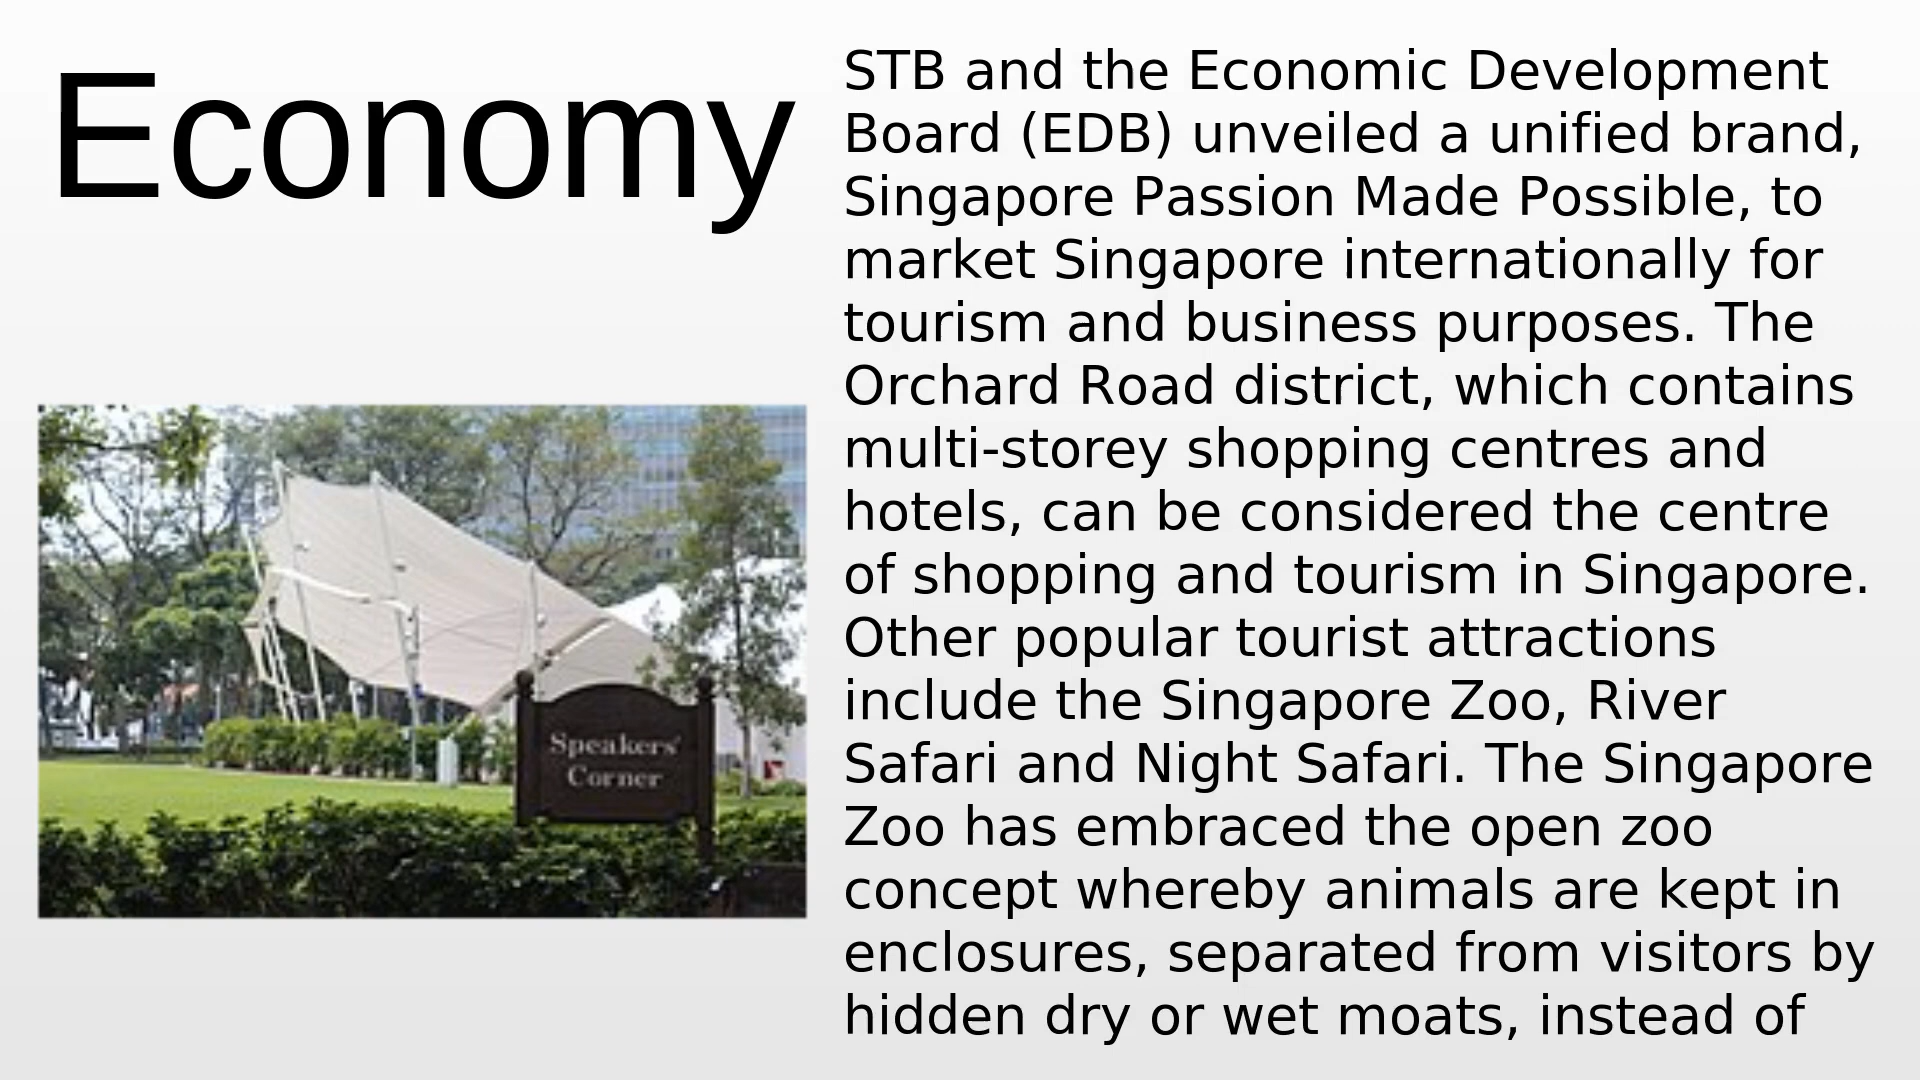 Economy
STB and the Economic Development
Board (EDB) unveiled a unified brand,
Singapore Passion Made Possible, to
market Singapore internationally for
tourism and business purposes. The
Orchard Road district, which contains
multi-storey shopping centres and
hotels, can be considered the centre
of shopping and tourism in Singapore.
Other popular tourist attractions
include the Singapore Zoo, River
Safari and Night Safari. The Singapore
Zoo has embraced the open zoo
concept whereby animals are kept in
enclosures, separated from visitors by
hidden dry or wet moats, instead of
Speakers'
Corner